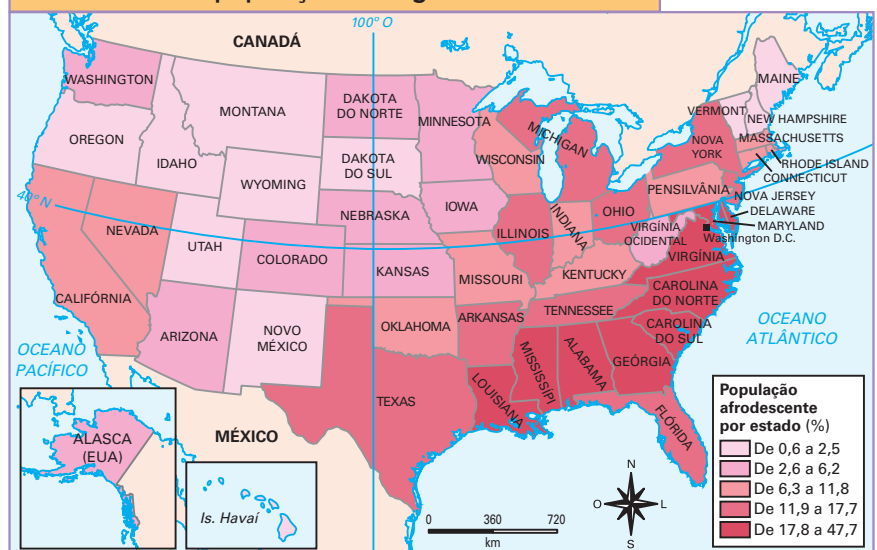 100° O
CANADÁ
WASHINGTON
OREGON
IDAHO
MONTANA
WYOMING
DAKOTA
DO NORTE
DAKOTA
DO SUL
MINNESOTA
WISCONSIN
MICHIGAN
MAINE
VERMONT
NEW HAMPSHIRE
MASSACHUSETTS
RHODE ISLAND
CONNECTICUT
NOVA
YORK
PENSILVÂNIA
NOVA JERSEY
DELAWARE
MARYLAND
Washington D.C.
40° N
NEVADA
UTAH
COLORADO
NEBRASKA
IOWA
KANSAS
ILLINOIS
INDIANA
OHIO
VIRGÍNIA
OCIDENTAL
VIRGÍNIA
CALIFÓRNIA
ARIZONA
NOVO
MÉXICO
MISSOURI
KENTUCKY
OKLAHOMA
ARKANSAS
TENNESSEE
CAROLINA
DO NORTE
CAROLINA
DO SUL
TEXAS
LOUISIANA
MISSISSÍPI
ALABAMA
GEÓRGIA
FLÓRIDA
OCEANO
PACÍFICO
OCEANO
ATLÂNTICO
MÉXICO
ALASCA
(EUA)
Is. Havaí
0 360 720
km
N
O L
S
População
afrodescente
por estado (%)
De 0,6 a 2,5
De 2,6 a 6,2
De 6,3 a 11,8
De 11,9 a 17,7
De 17,8 a 47,7